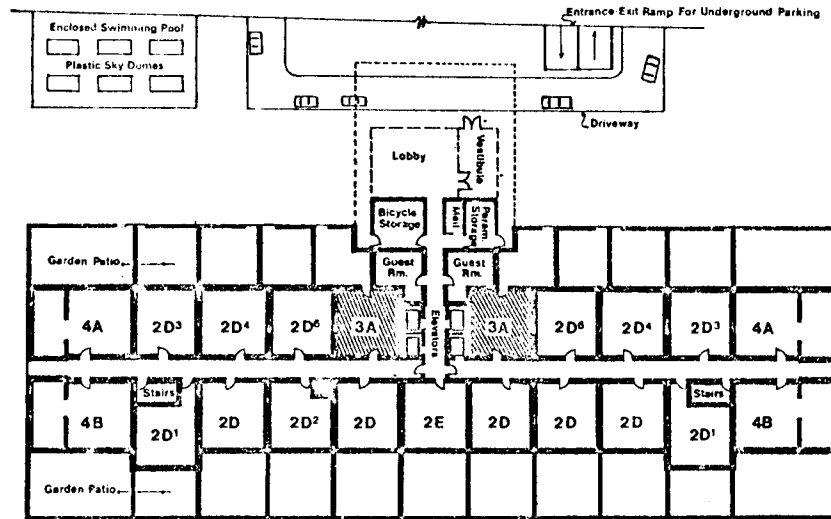 Entrance-Exit Ramp For Underground Parking
Enclosed Swimming Pool
Plastic Sky Domes
Driveway
Lobby
Vestibule
Bicycle
Storage
Mail
Param.
Storage
Garden Patio
Guest
Rm.
Guest
Rm.
4A
2D³
2D⁴
2D⁶
3A
Elevators
3A
2D⁶
2D⁴
2D³
4A
Stairs
Stairs
4B
2D¹
2D
2D²
2D
2E
2D
2D
2D
2D¹
4B
Garden Patio